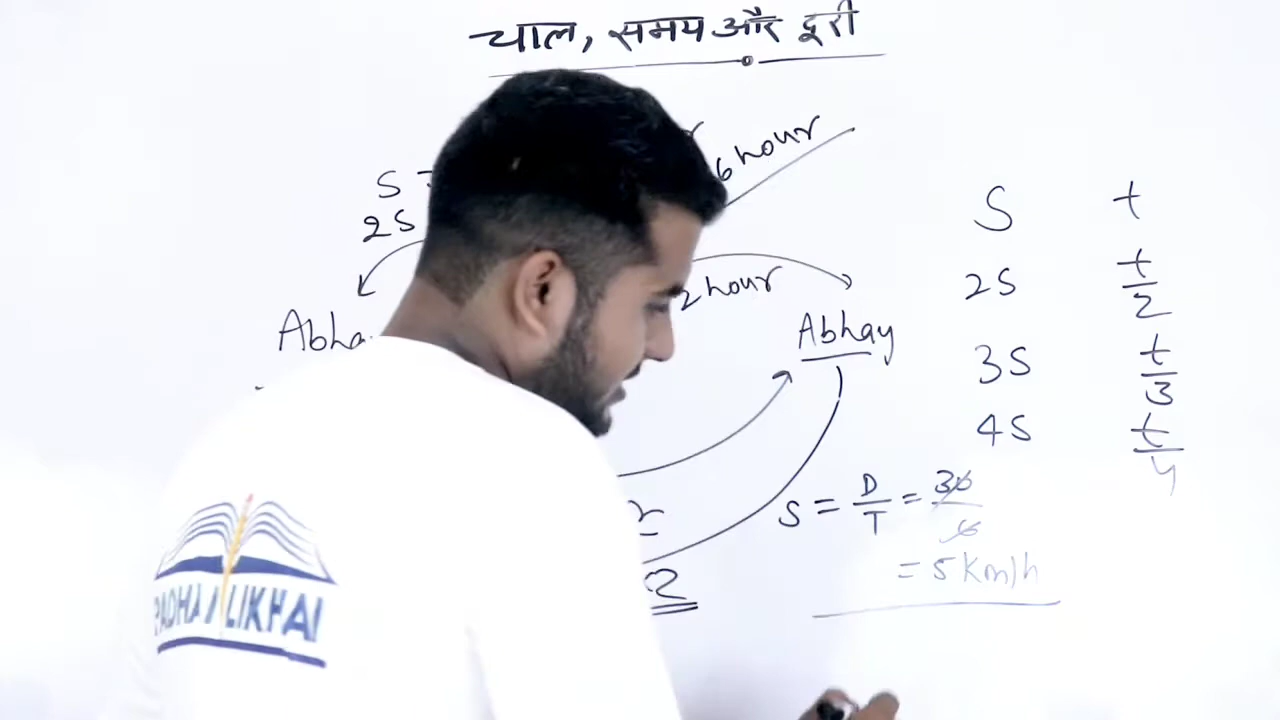 चाल, समय और दूरी
S
6 hour
2S
2 hour
Abha
Abhay
2
S t
2S t/2
3S t/3
4S t/4
S = D/T = 30/6
= 5 Km/h
PADHAI LIKHAI